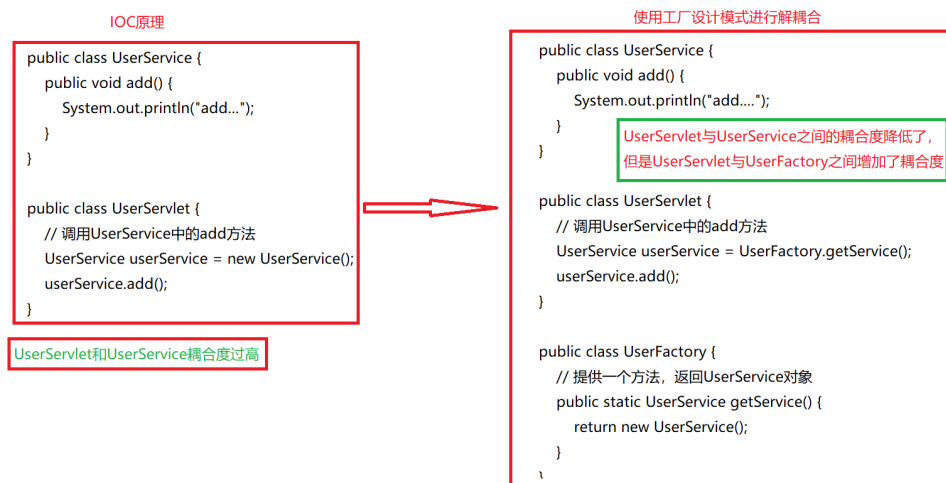 IOC原理
public class UserService {
public void add() {
System.out.println("add...");
}
}
public class UserServlet {
// 调用UserService中的add方法
UserService userService = new UserService();
userService.add();
}
UserServlet和UserService耦合度过高
使用工厂设计模式进行解耦合
public class UserService {
public void add() {
System.out.println("add....");
}
}
UserServlet与UserService之间的耦合度降低了，
但是UserServlet与UserFactory之间增加了耦合度
public class UserServlet {
// 调用UserService中的add方法
UserService userService = UserFactory.getService();
userService.add();
}
public class UserFactory {
// 提供一个方法，返回UserService对象
public static UserService getService() {
return new UserService();
}
}